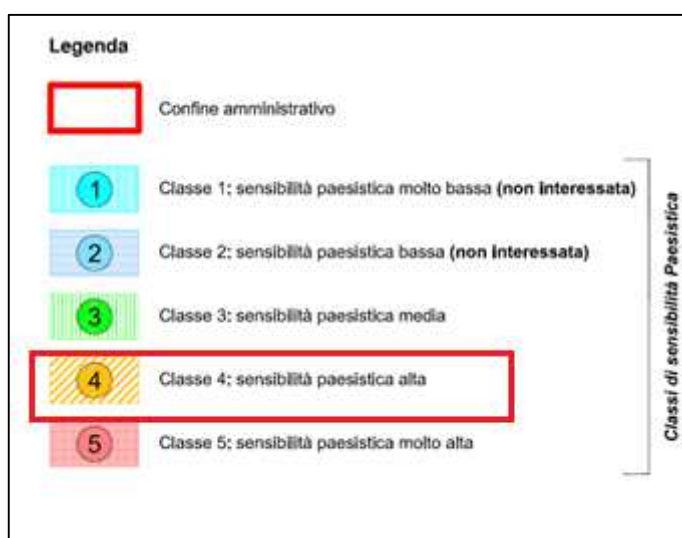 Legenda
Confine amministrativo
1 Classe 1: sensibilità paesistica molto bassa (non interessata)
2 Classe 2: sensibilità paesistica bassa (non interessata)
3 Classe 3: sensibilità paesistica media
4 Classe 4: sensibilità paesistica alta
5 Classe 5: sensibilità paesistica molto alta
Classi di sensibilità Paesistica